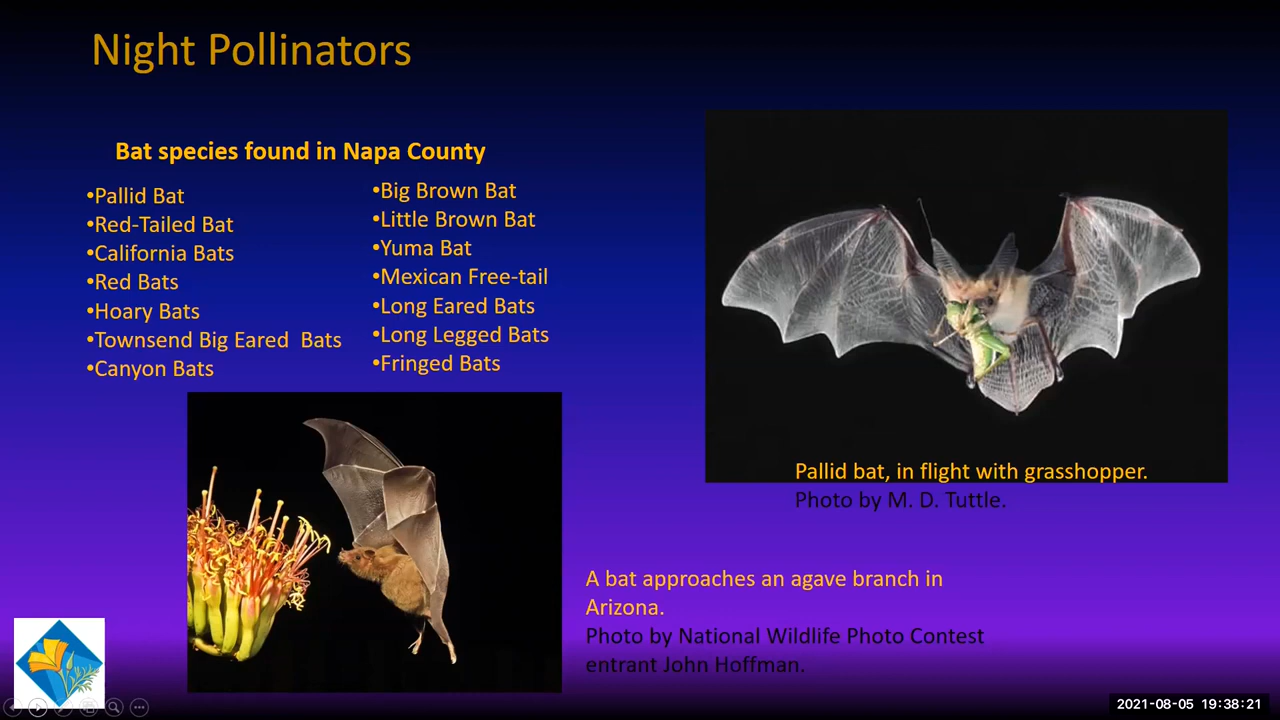 Night Pollinators
Bat species found in Napa County
•Pallid Bat
•Red-Tailed Bat
•California Bats
•Red Bats
•Hoary Bats
•Townsend Big Eared  Bats
•Canyon Bats
•Big Brown Bat
•Little Brown Bat
•Yuma Bat
•Mexican Free-tail
•Long Eared Bats
•Long Legged Bats
•Fringed Bats
Pallid bat, in flight with grasshopper.
Photo by M. D. Tuttle.
A bat approaches an agave branch in
Arizona.
Photo by National Wildlife Photo Contest
entrant John Hoffman.
2021-08-05 19:38:21